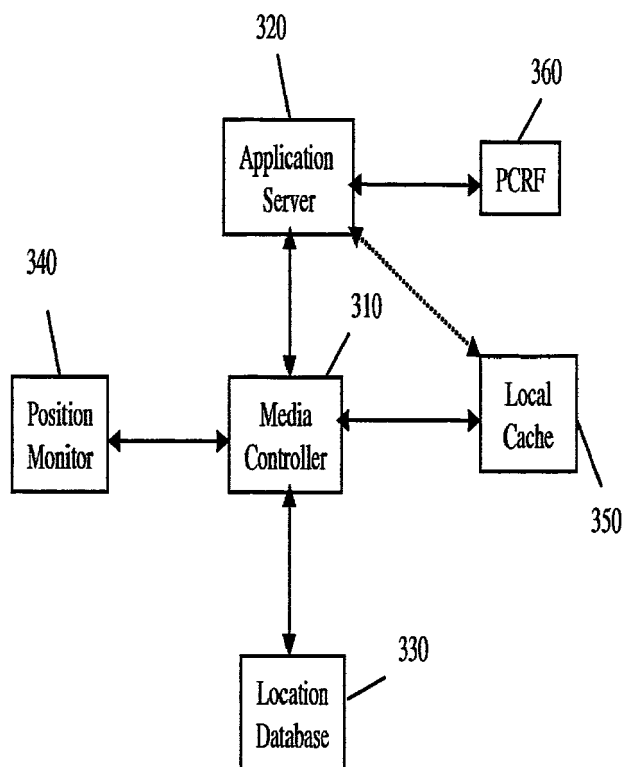 320
360
Application
Server
PCRF
340
310
Position
Monitor
Media
Controller
Local
Cache
350
330
Location
Database